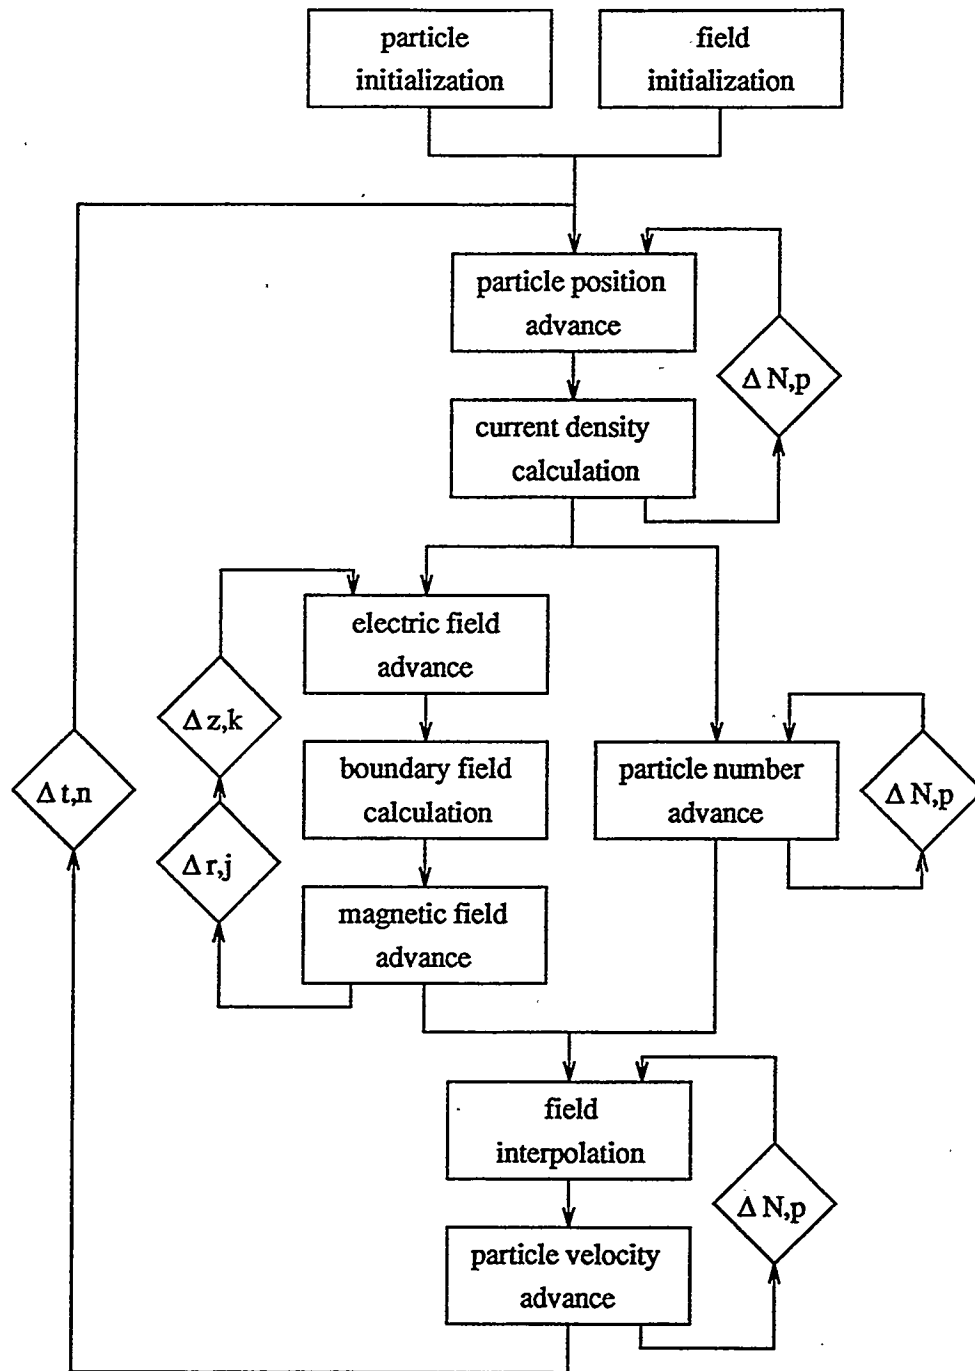 particle
initialization
field
initialization
particle position
advance
Δ N,p
current density
calculation
electric field
advance
Δ z,k
boundary field
calculation
particle number
advance
Δ N,p
Δ t,n
Δ r,j
magnetic field
advance
field
interpolation
Δ N,p
particle velocity
advance